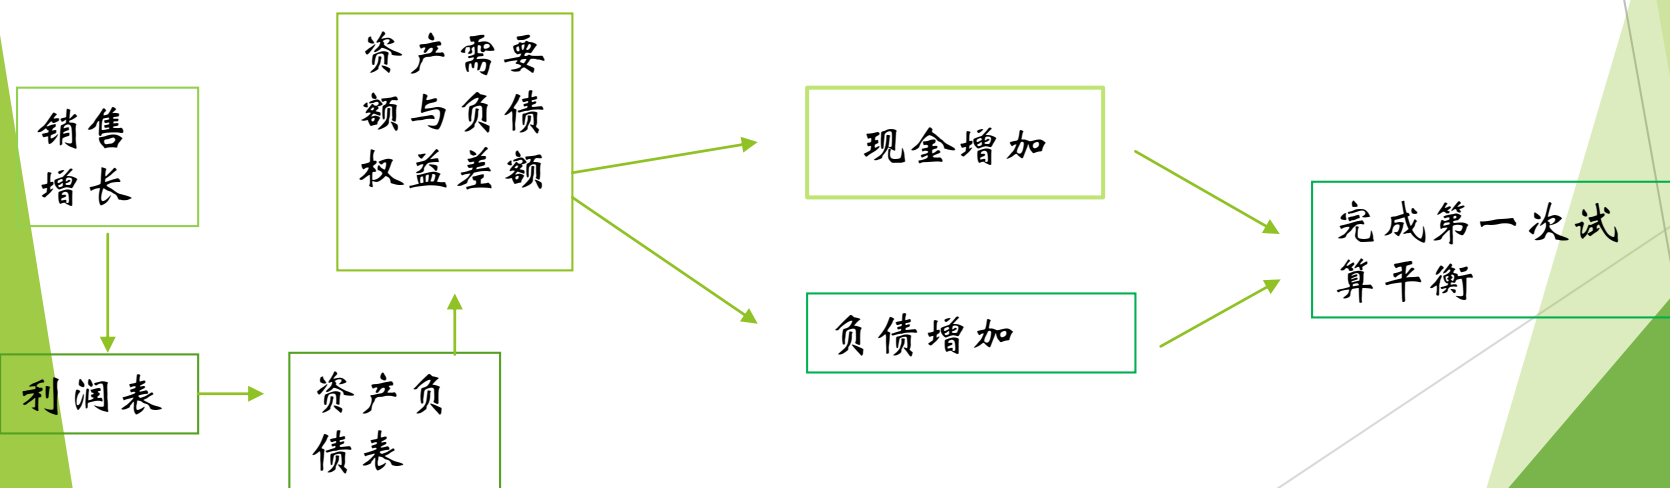 销售
增长
利润表
资产负
债表
资产需要
额与负债
权益差额
现金增加
负债增加
完成第一次试
算平衡